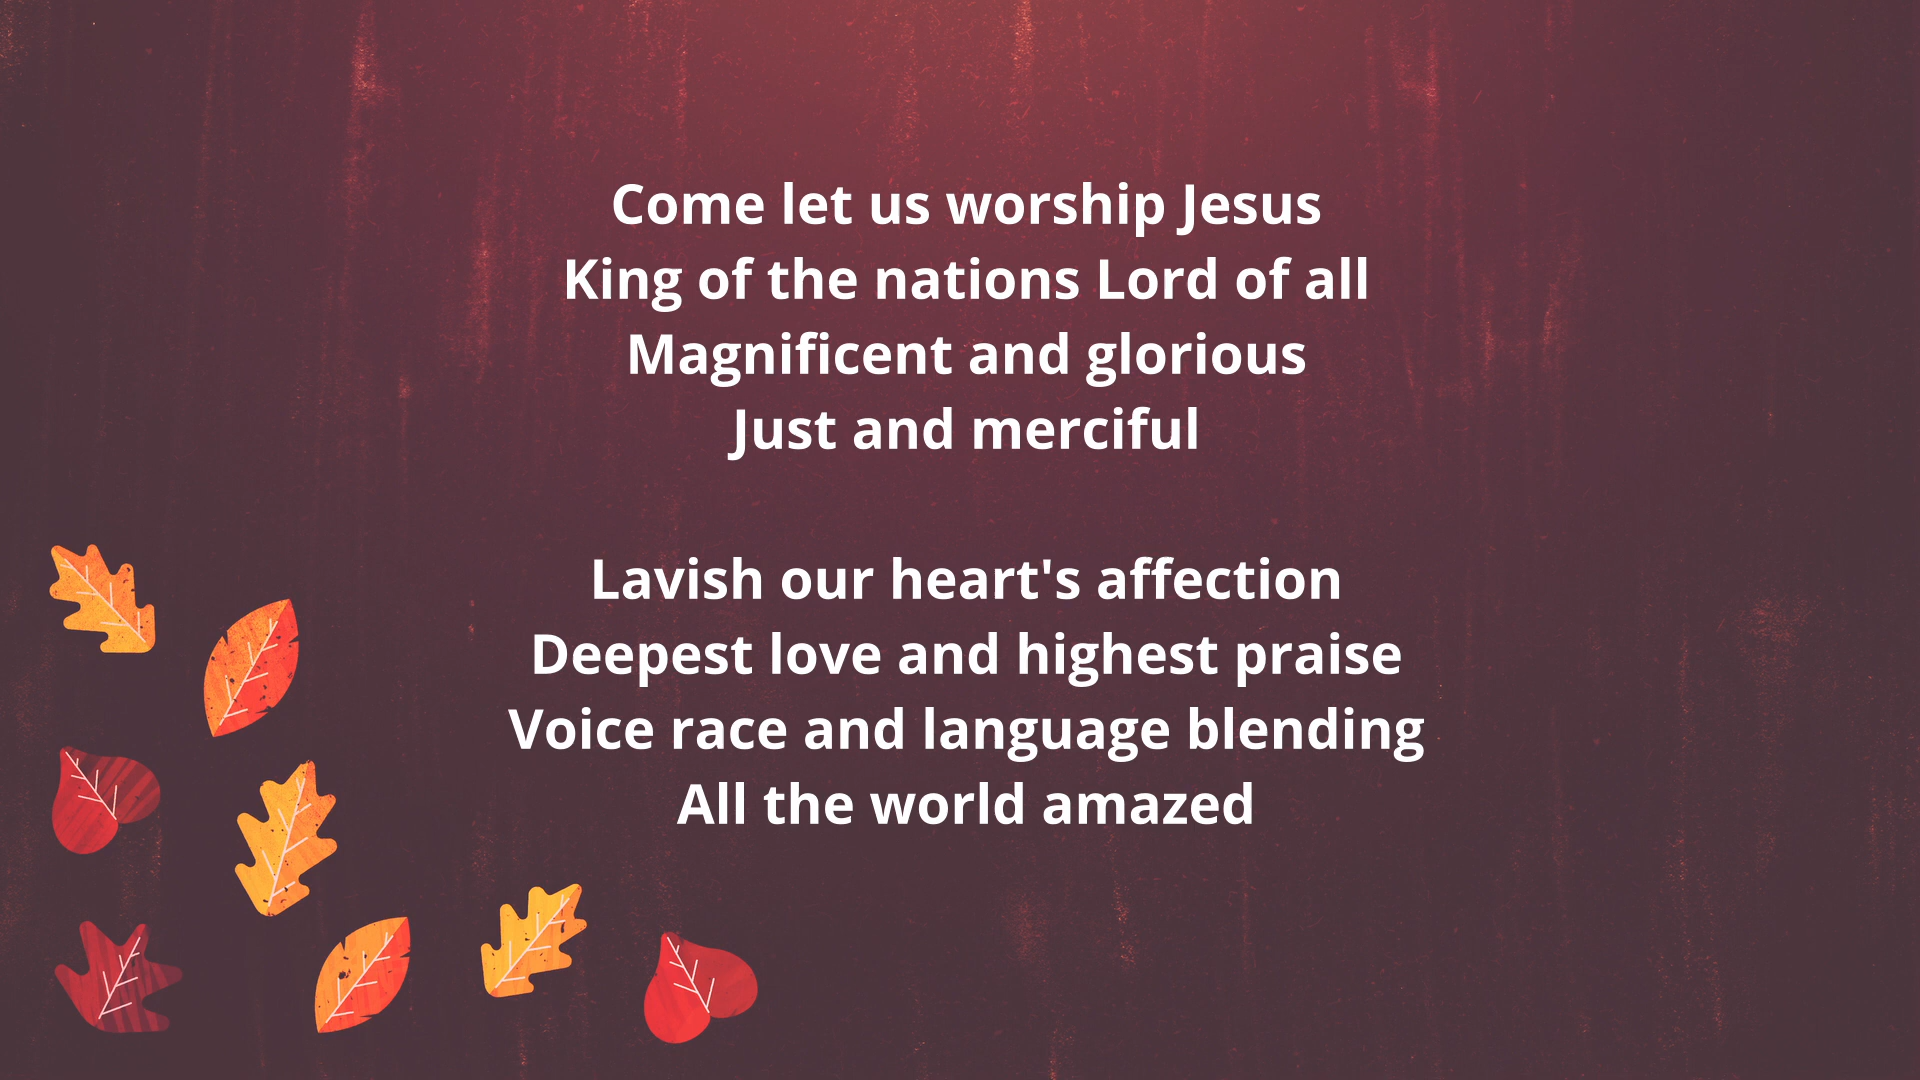 Come let us worship Jesus
King of the nations Lord of all
Magnificent and glorious
Just and merciful
Lavish our heart's affection
Deepest love and highest praise
Voice race and language blending
All the world amazed